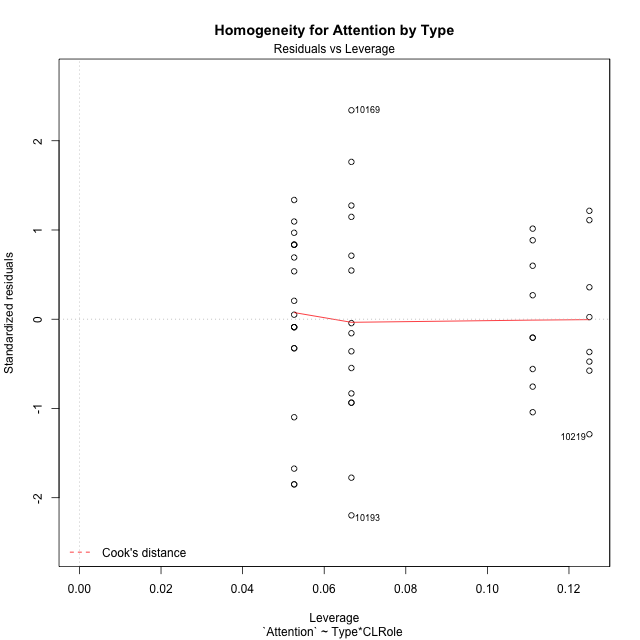 Homogeneity for Attention by Type
Residuals vs Leverage
10169
10219
10193
Cook's distance
Standardized residuals
2
1
0
-1
-2
0.00 0.02 0.04 0.06 0.08 0.10 0.12
Leverage
`Attention` ~ Type*CLRole